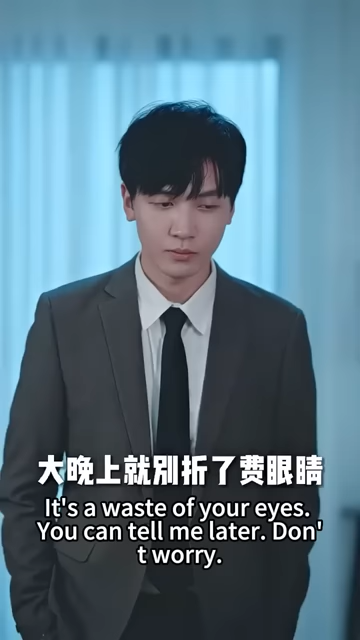 大晚上就别折了费眼睛
It's a waste of your eyes.
You can tell me later. Don'
t worry.